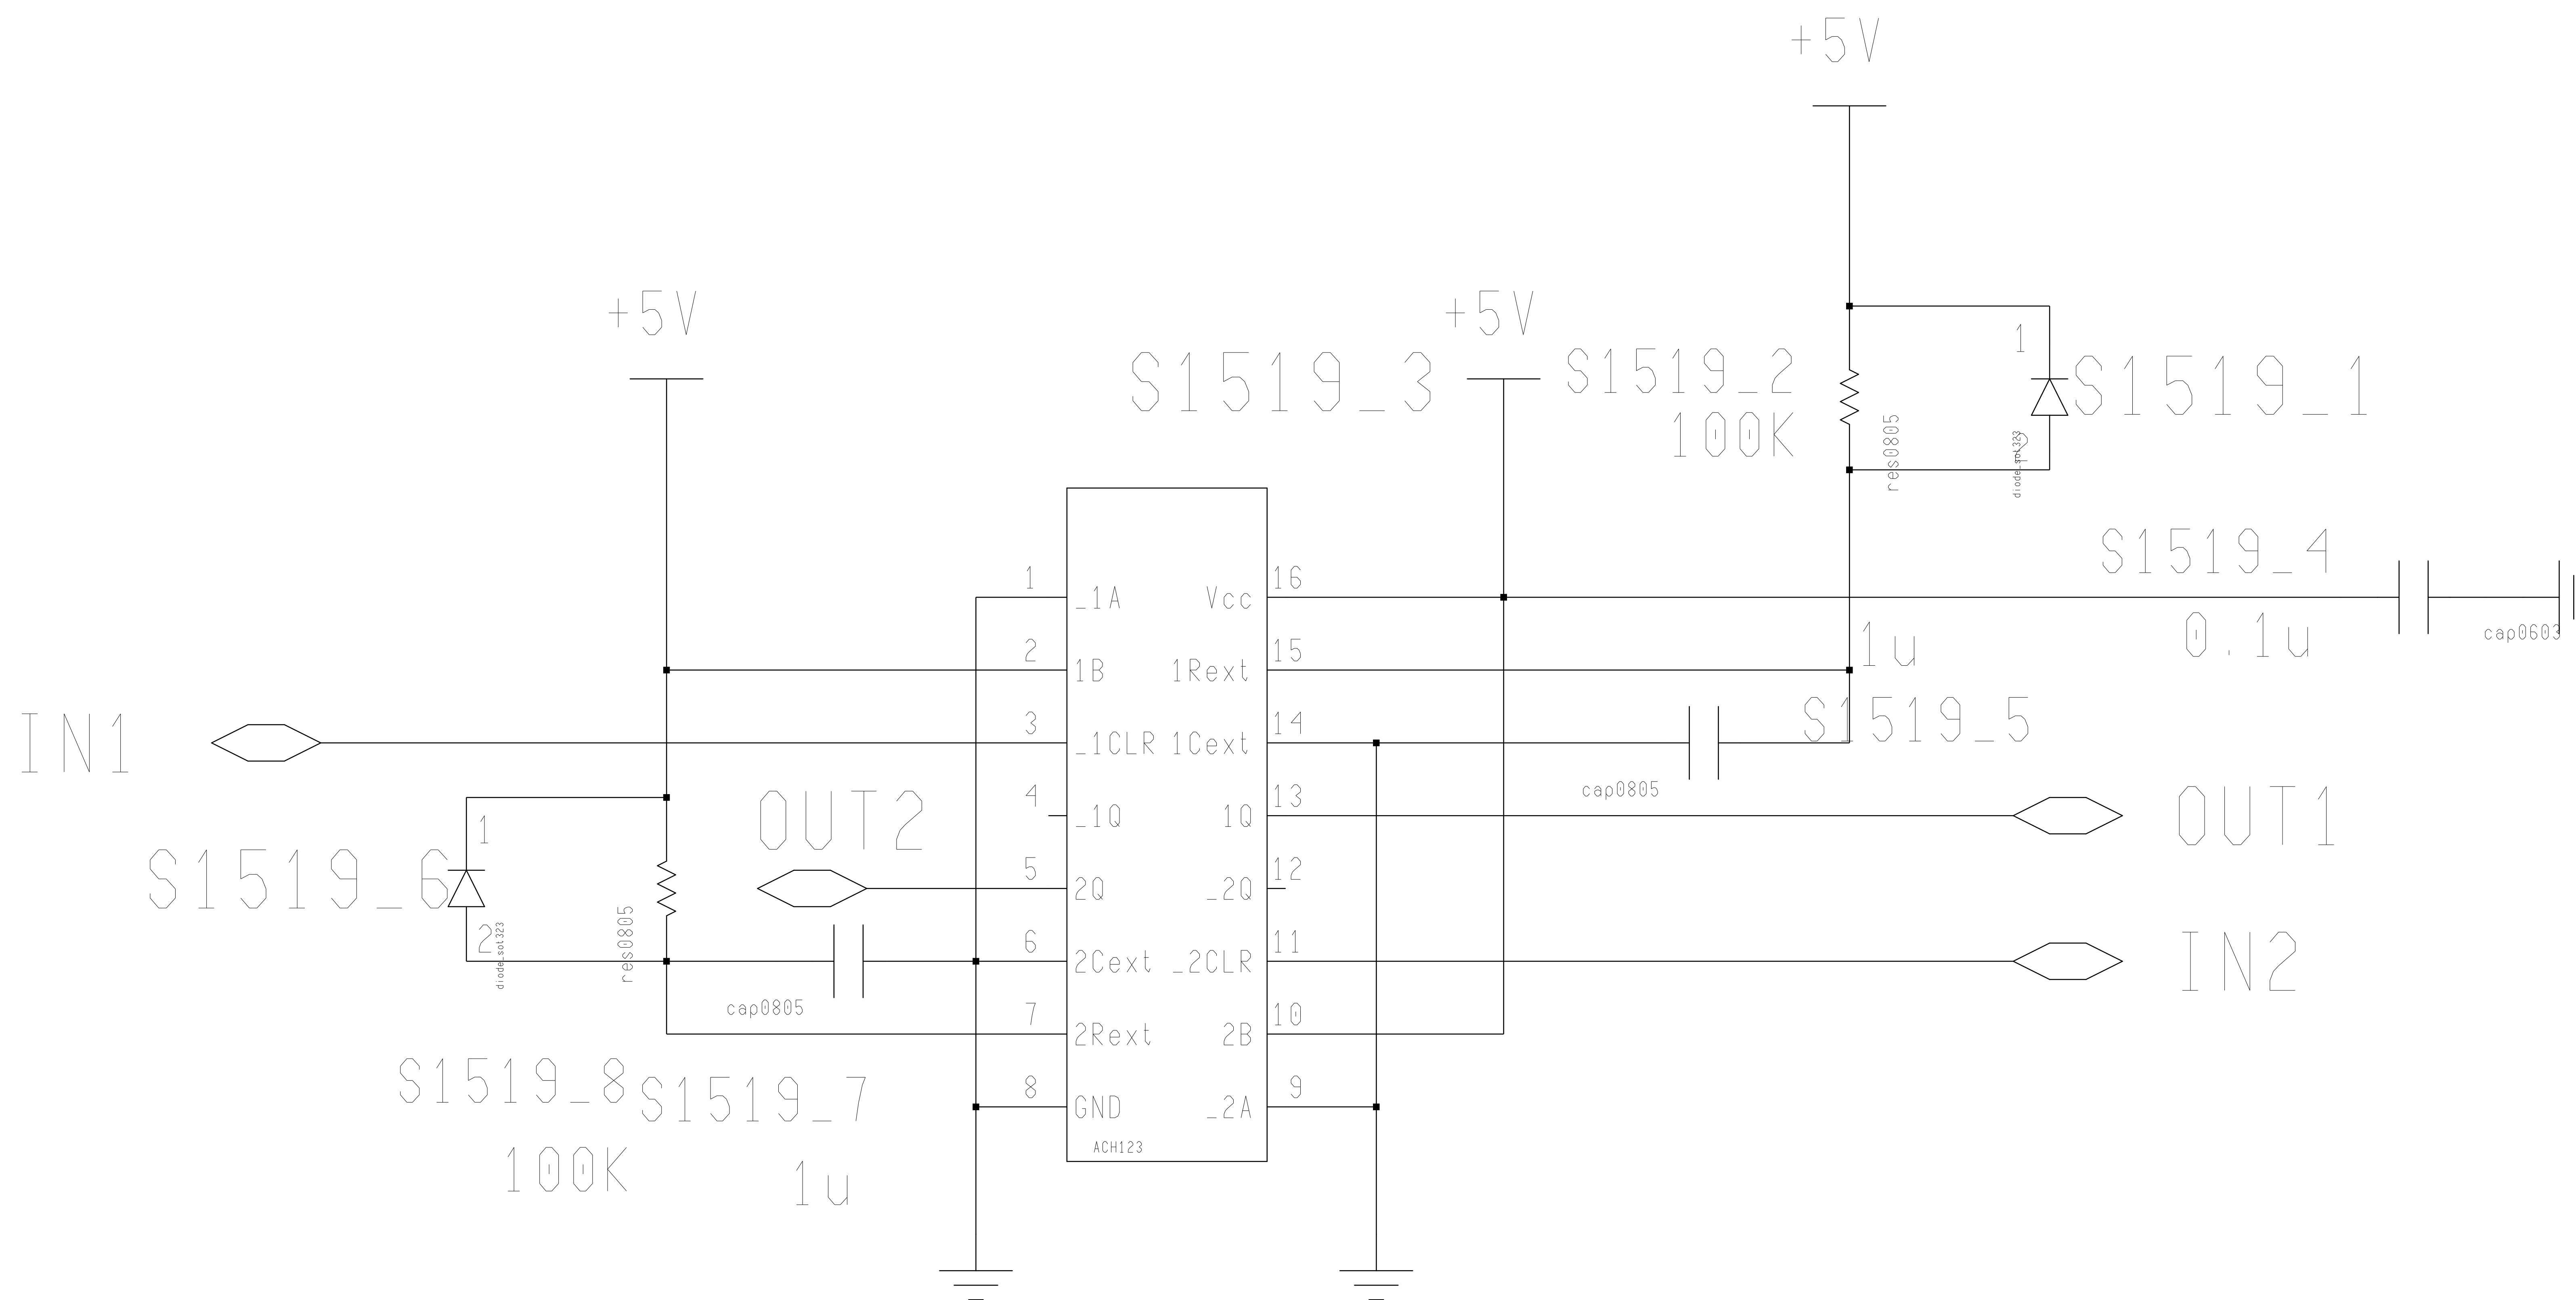 +5V
+5V
+5V
S1519_3
S1519_2
100K
res0805
1
2
diode_sot323
S1519_1
S1519_4
0.1u
cap0603
1u
S1519_5
cap0805
IN1
OUT2
OUT1
IN2
1
S1519_6
2
diode_sot323
res0805
cap0805
S1519_8
100K
S1519_7
1u
1 _1A Vcc 16
2 1B 1Rext 15
3 _1CLR 1Cext 14
4 _1Q 1Q 13
5 2Q _2Q 12
6 2Cext _2CLR 11
7 2Rext 2B 10
8 GND _2A 9
ACH123